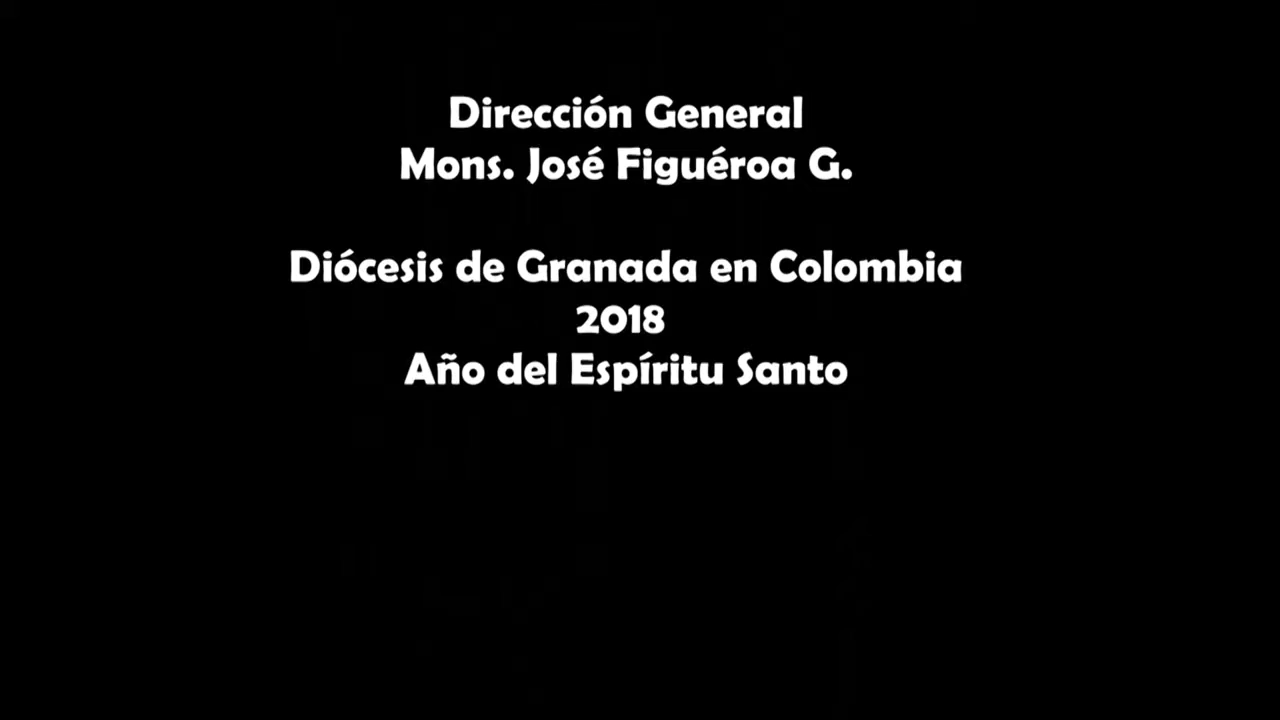 Dirección General
Mons. José Figuéroa G.
Diócesis de Granada en Colombia
2018
Año del Espíritu Santo